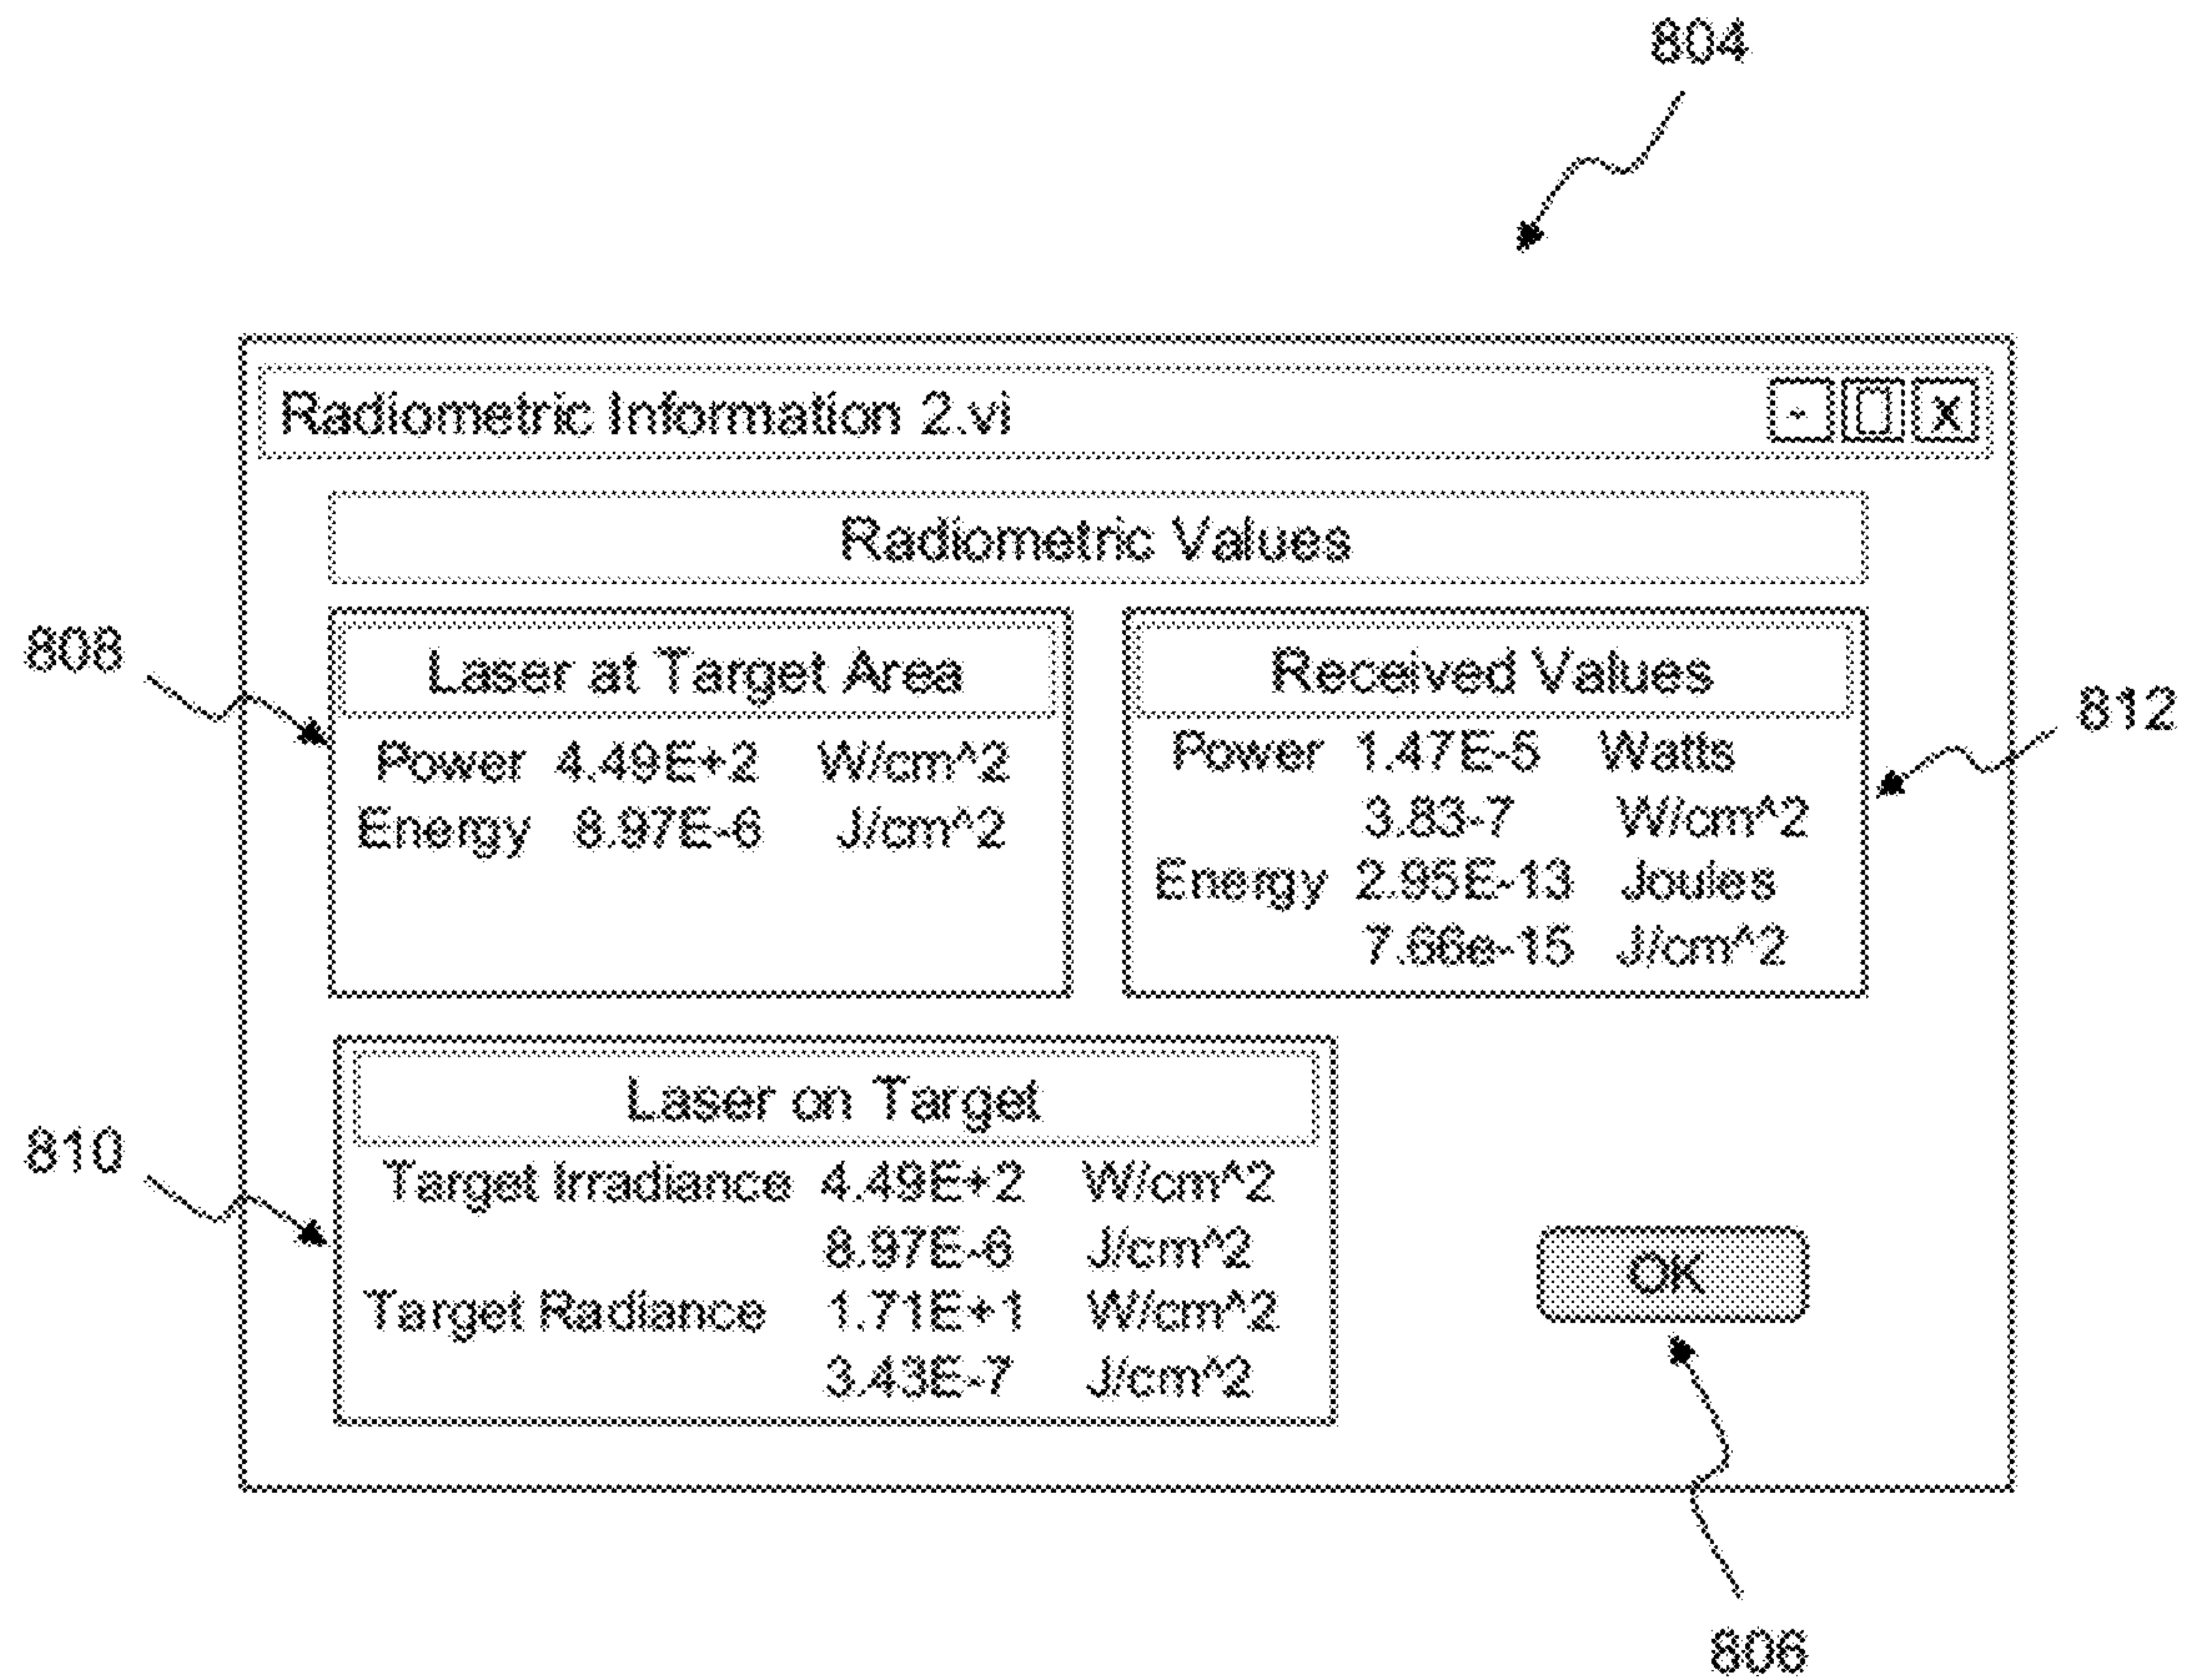 804
Radiometric Information 2.vi
- X
Radiometric Values
808
Laser at Target Area
Power 4.49E+2 W/cm^2
Energy 8.97E-6 J/cm^2
Received Values
Power 1.47E-5 Watts
3.83-7 W/cm^2
Energy 2.95E-13 Joules
7.66e-15 J/cm^2
812
810
Laser on Target
Target Irradiance 4.49E+2 W/cm^2
8.97E-6 J/cm^2
Target Radiance 1.71E+1 W/cm^2
3.43E-7 J/cm^2
OK
806